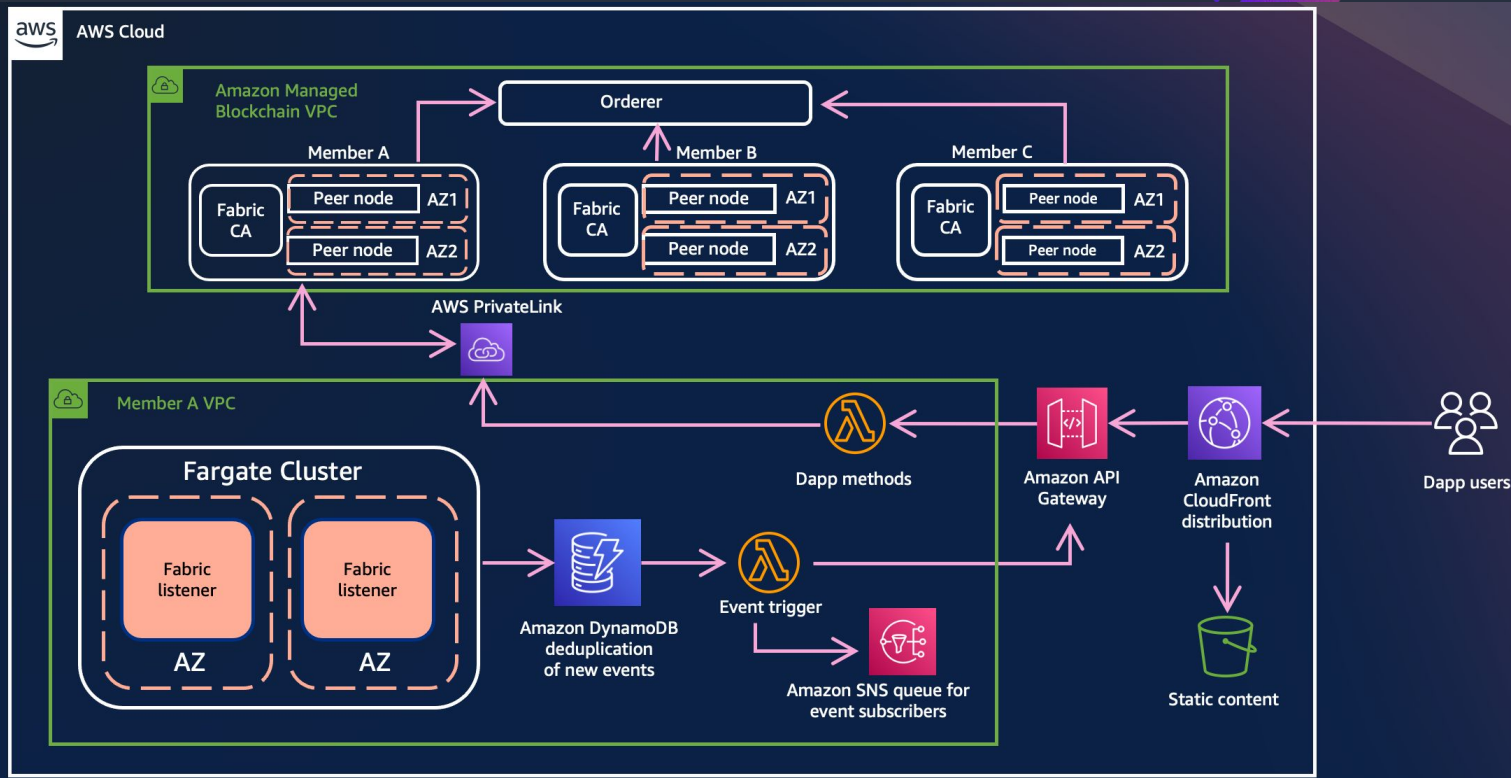 aws
AWS Cloud
Amazon Managed
Blockchain VPC
Orderer
Member A
Member B
Member C
Fabric
CA
Peer node
AZ1
Peer node
AZ2
Fabric
CA
Peer node
AZ1
Peer node
AZ2
Fabric
CA
Peer node
AZ1
Peer node
AZ2
AWS PrivateLink
Member A VPC
Fargate Cluster
Fabric
listener
AZ
Fabric
listener
AZ
Amazon DynamoDB
deduplication
of new events
Event trigger
Amazon SNS queue for
event subscribers
Dapp methods
</>
Amazon API
Gateway
Amazon
CloudFront
distribution
Dapp users
Static content